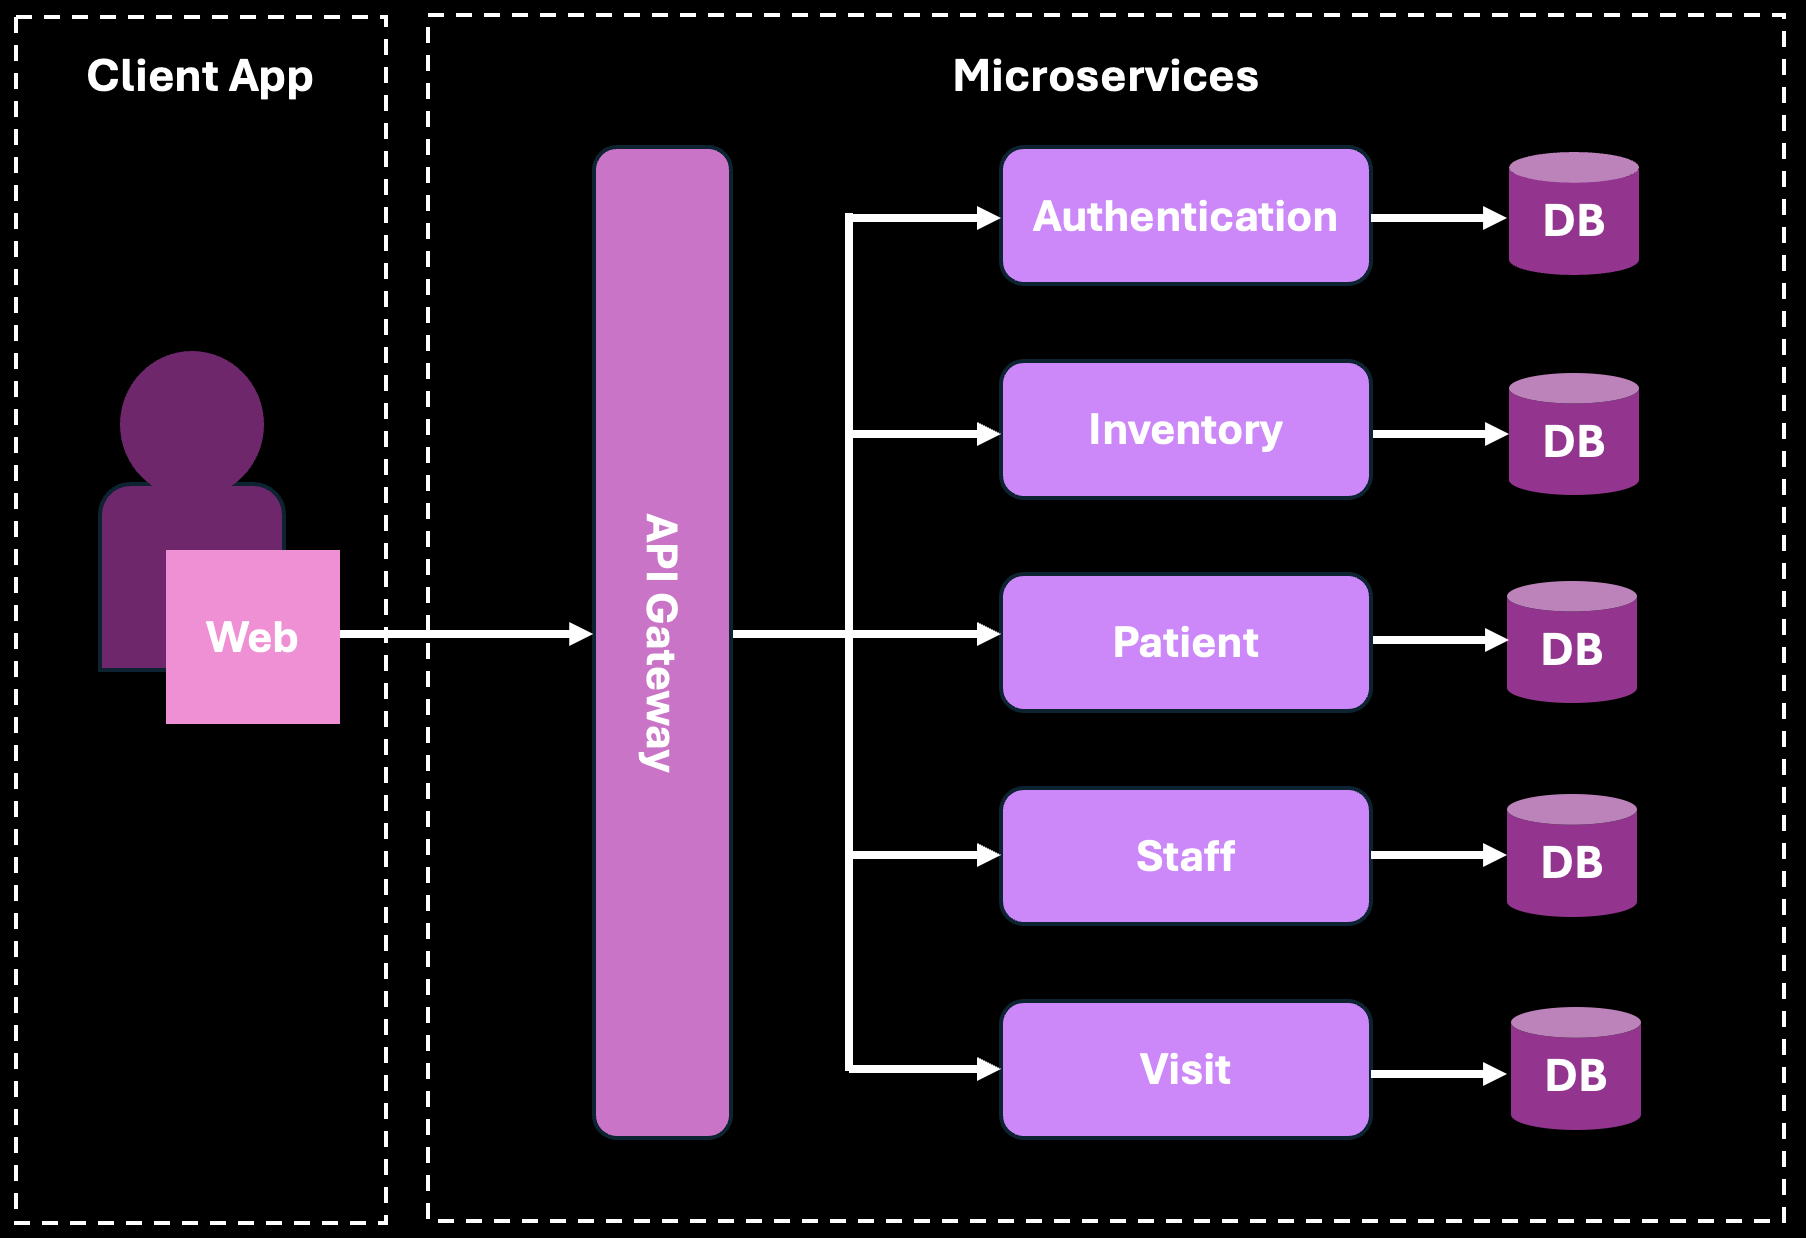 Client App
Microservices
Web
API Gateway
Authentication
DB
Inventory
DB
Patient
DB
Staff
DB
Visit
DB